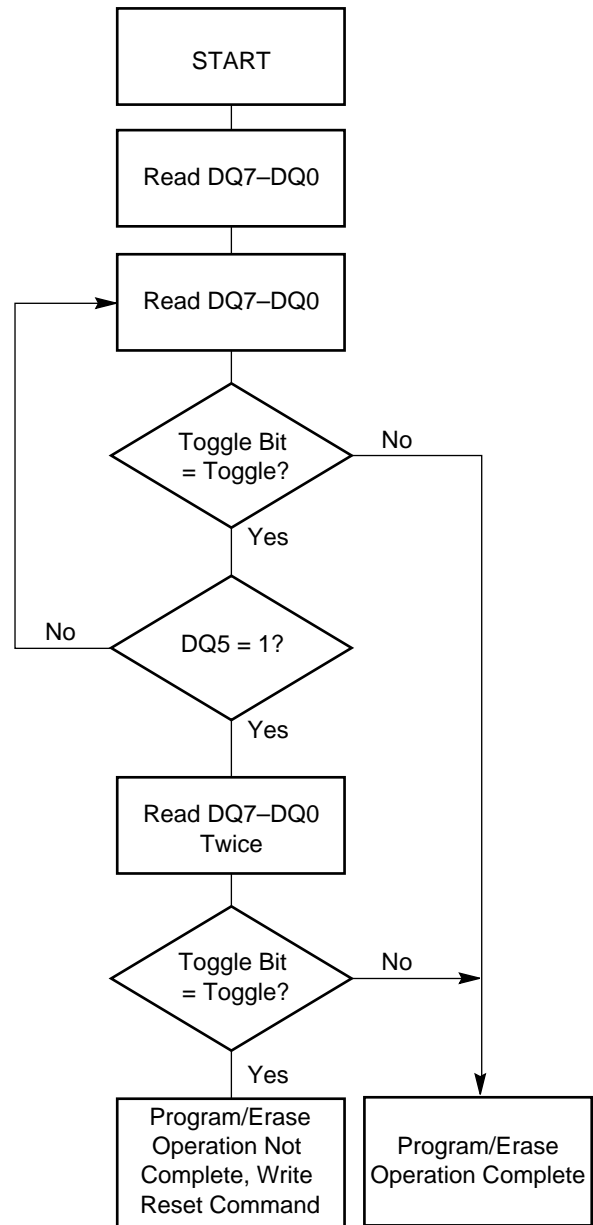 START
Read DQ7–DQ0
Read DQ7–DQ0
Toggle Bit
= Toggle?
No
Yes
No
DQ5 = 1?
Yes
Read DQ7–DQ0
Twice
Toggle Bit
= Toggle?
No
Yes
Program/Erase
Operation Not
Complete, Write
Reset Command
Program/Erase
Operation Complete